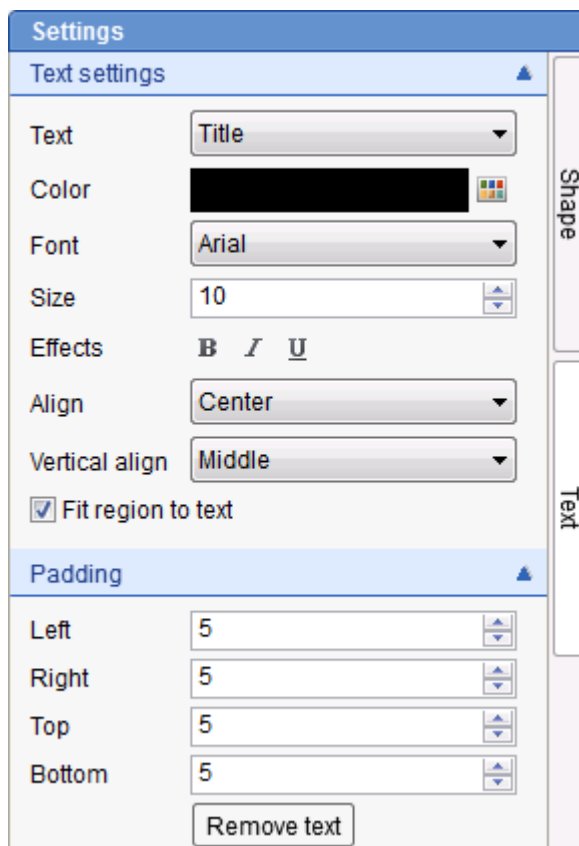 Settings
Text settings
Text Title
Color
Font Arial
Size 10
Effects B I U
Align Center
Vertical align Middle
Fit region to text
Padding
Left 5
Right 5
Top 5
Bottom 5
Remove text
Shape
Text